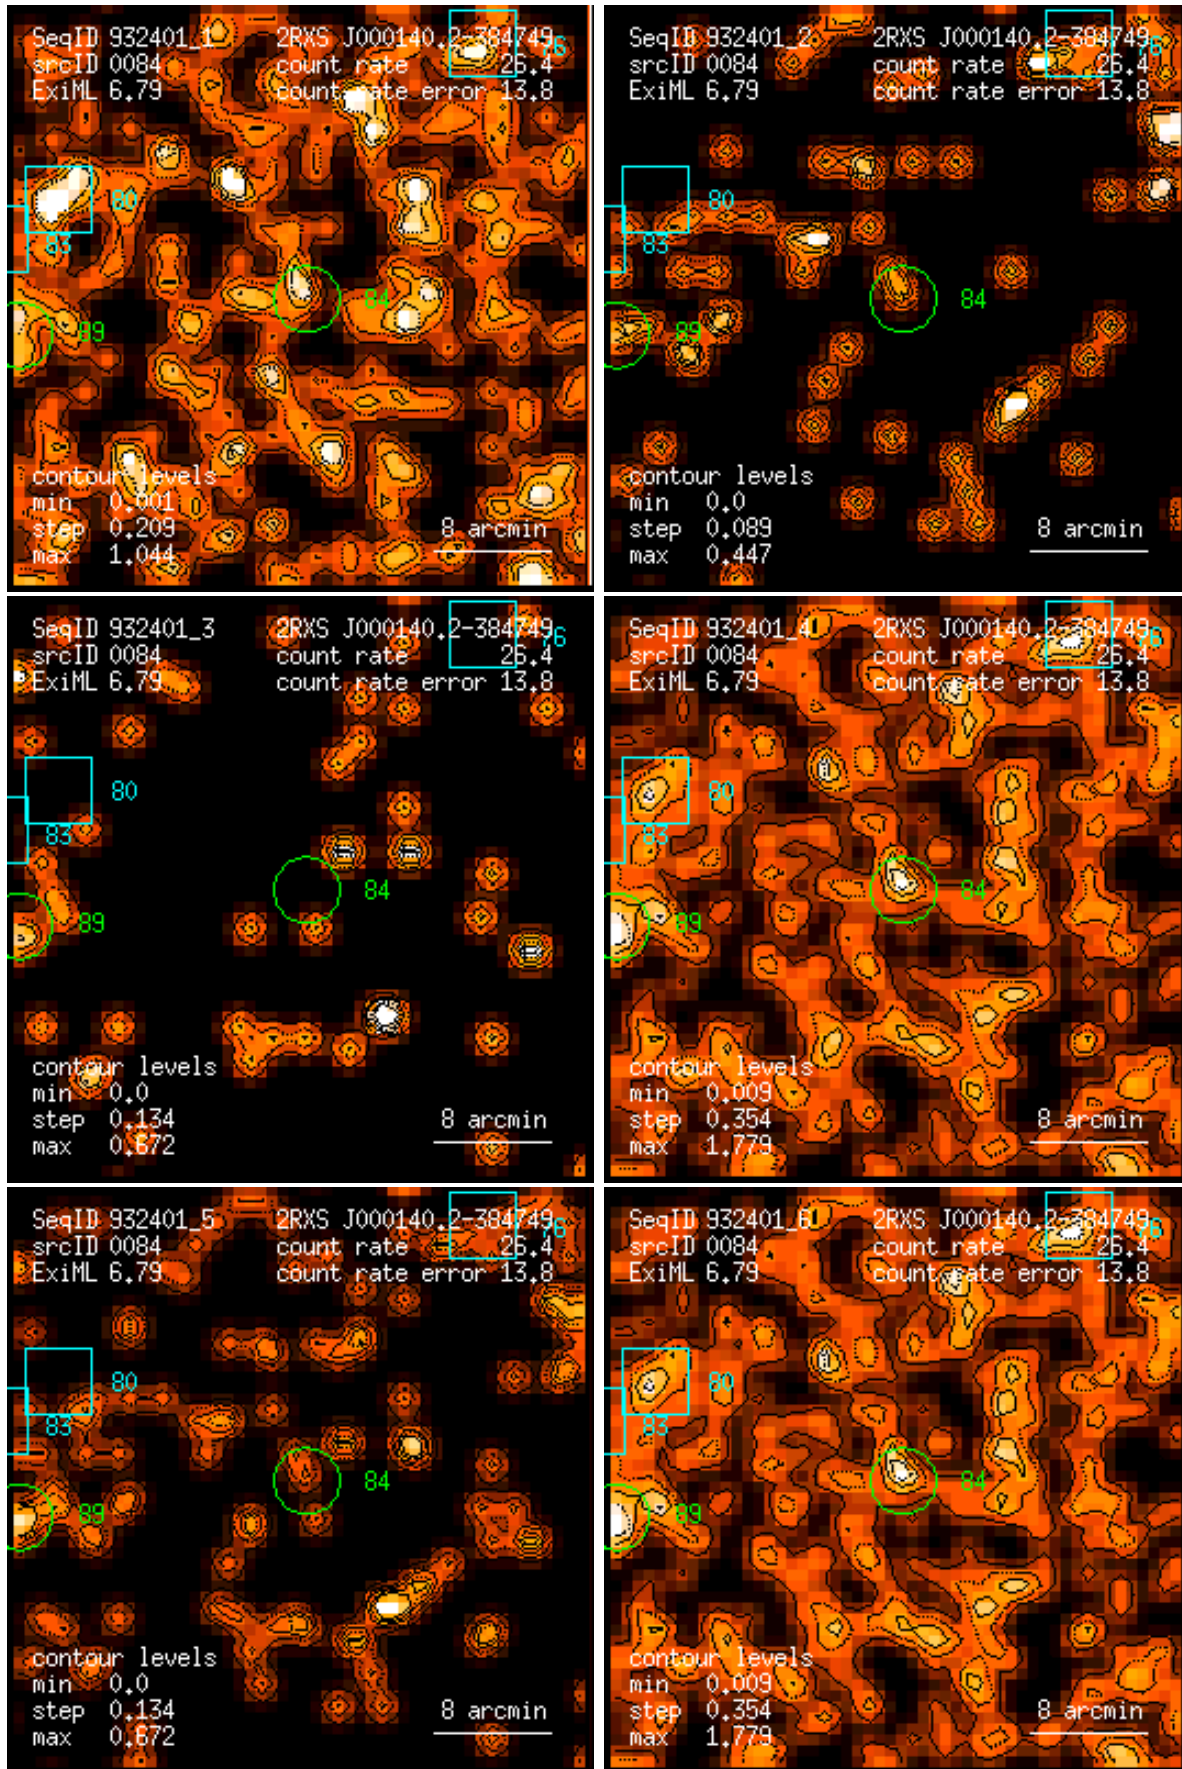 SeqID 932401_1 2RXS J000140.2-384749
srcID 0084 count rate 26.4
ExiML 6.79 count rate error 13.8
76
80
83
84
89
contour levels
min 0.001
step 0.209
max 1.044
8 arcmin
SeqID 932401_2 2RXS J000140.2-384749
srcID 0084 count rate 26.4
ExiML 6.79 count rate error 13.8
76
80
83
84
89
contour levels
min 0.0
step 0.089
max 0.447
8 arcmin
SeqID 932401_3 2RXS J000140.2-384749
srcID 0084 count rate 26.4
ExiML 6.79 count rate error 13.8
76
80
83
84
89
contour levels
min 0.0
step 0.134
max 0.672
8 arcmin
SeqID 932401_4 2RXS J000140.2-384749
srcID 0084 count rate 26.4
ExiML 6.79 count rate error 13.8
76
80
83
84
89
contour levels
min 0.009
step 0.354
max 1.779
8 arcmin
SeqID 932401_5 2RXS J000140.2-384749
srcID 0084 count rate 26.4
ExiML 6.79 count rate error 13.8
76
80
83
84
89
contour levels
min 0.0
step 0.134
max 0.672
8 arcmin
SeqID 932401_6 2RXS J000140.2-384749
srcID 0084 count rate 26.4
ExiML 6.79 count rate error 13.8
76
80
83
84
89
contour levels
min 0.009
step 0.354
max 1.779
8 arcmin